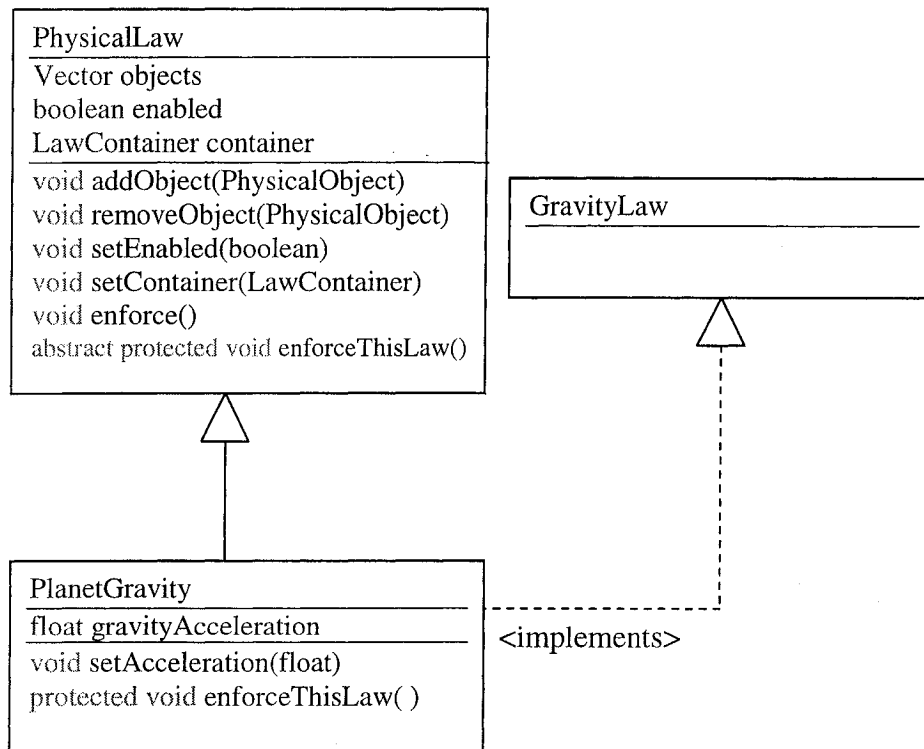 PhysicalLaw
Vector objects
boolean enabled
LawContainer container
void addObject(PhysicalObject)
void removeObject(PhysicalObject)
void setEnabled(boolean)
void setContainer(LawContainer)
void enforce()
abstract protected void enforceThisLaw()
GravityLaw
PlanetGravity
float gravityAcceleration
void setAcceleration(float)
protected void enforceThisLaw( )
<implements>